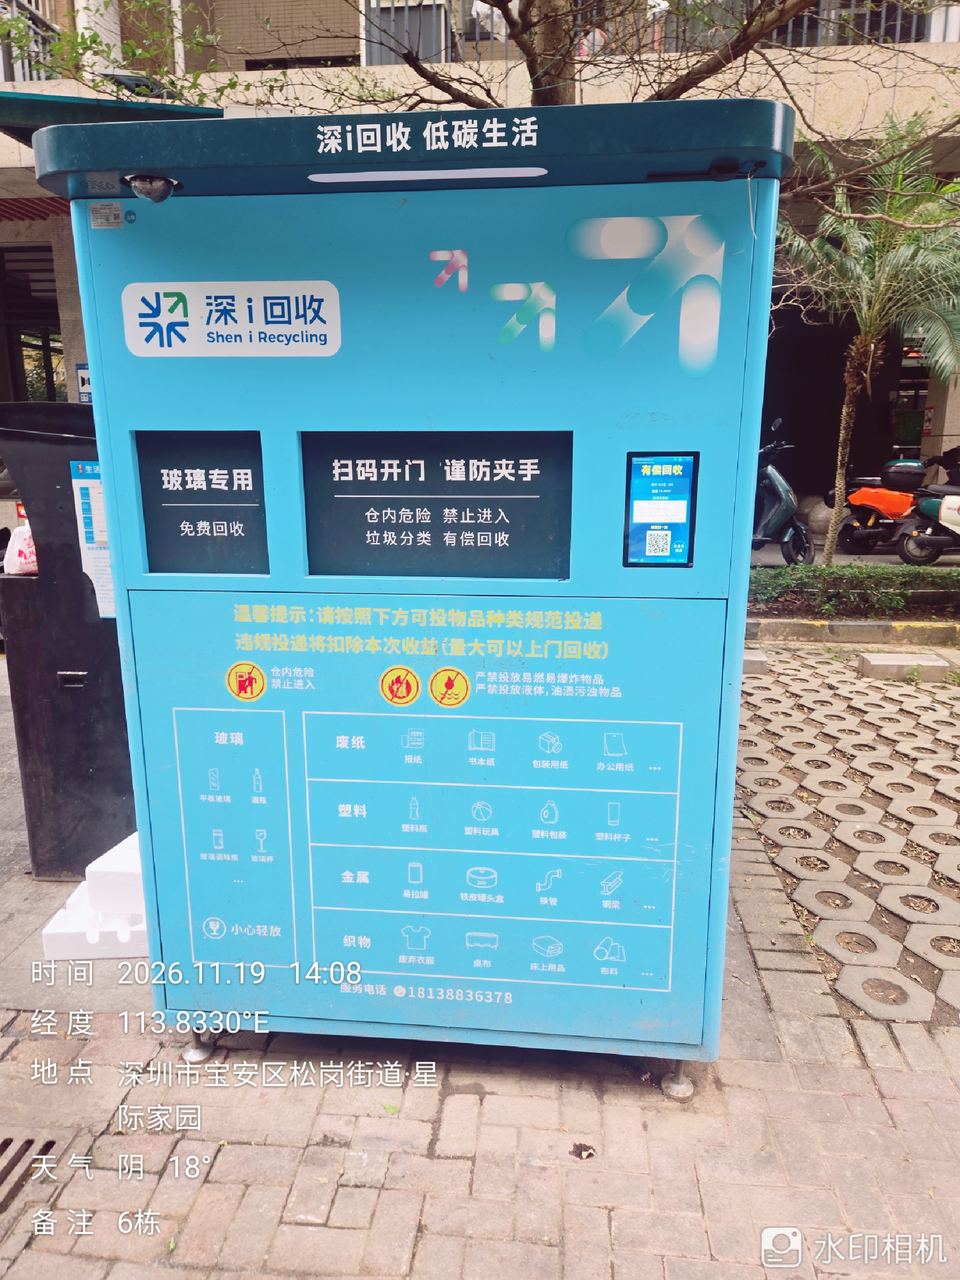 深i回收 低碳生活
深i回收
Shen i Recycling
玻璃专用
免费回收
扫码开门 谨防夹手
仓内危险 禁止进入
垃圾分类 有偿回收
有偿回收
温馨提示:请按照下方可投物品种类规范投递
违规投递将扣除本次收益(量大可以上门回收)
仓内危险
禁止进入
严禁投放易燃易爆炸物品
严禁投放液体,油渍污浊物品
玻璃
平板玻璃
酒瓶
玻璃调味瓶
玻璃杯
...
小心轻放
废纸
报纸
书本纸
包装用纸
办公用纸
...
塑料
塑料瓶
塑料玩具
塑料包装
塑料杯子
...
金属
易拉罐
铁皮罐头盒
铁管
钢梁
...
织物
废弃衣服
桌布
床上用品
布料
...
服务电话 18138836378
生活
时间 2026.11.19 14:08
经度 113.8330°E
地点 深圳市宝安区松岗街道·星
际家园
天气 阴 18°
备注 6栋
水印相机